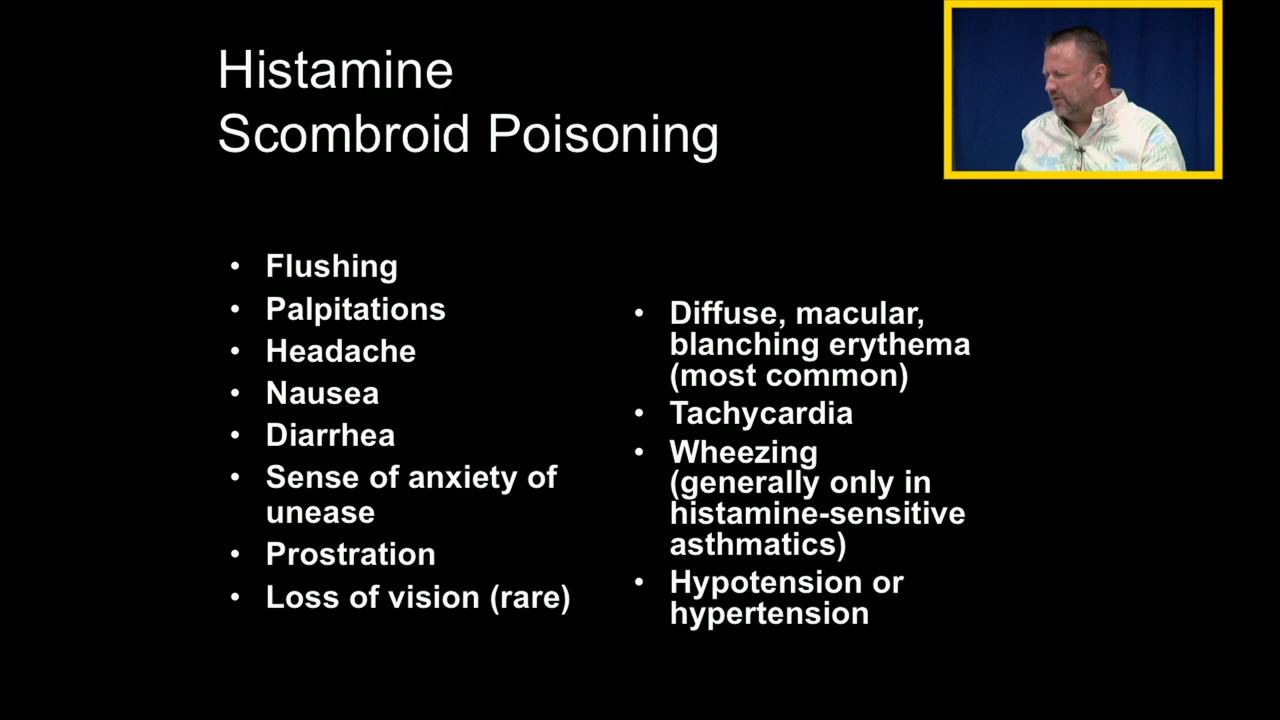 Histamine
Scombroid Poisoning
• Flushing
• Palpitations
• Headache
• Nausea
• Diarrhea
• Sense of anxiety of
unease
• Prostration
• Loss of vision (rare)
• Diffuse, macular,
blanching erythema
(most common)
• Tachycardia
• Wheezing
(generally only in
histamine-sensitive
asthmatics)
• Hypotension or
hypertension